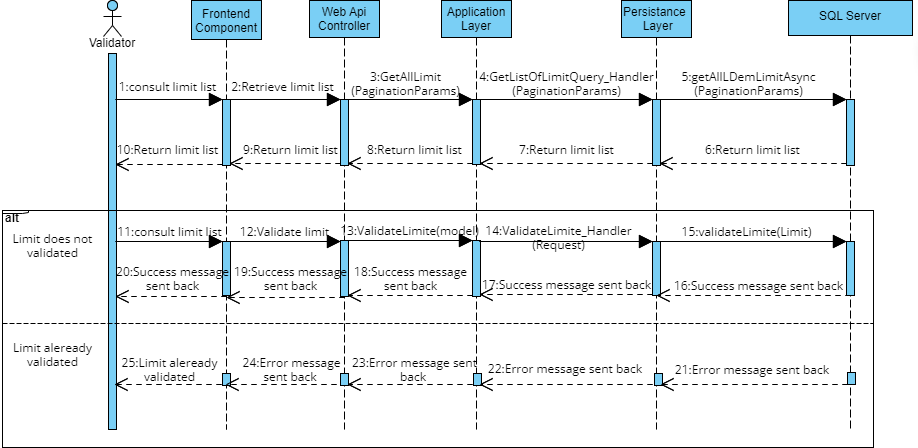 Frontend
Component
Web Api
Controller
Application
Layer
Persistance
Layer
SQL Server
Validator
1:consult limit list
2:Retrieve limit list
3:GetAllLimit
(PaginationParams)
4:GetListOfLimitQuery_Handler
(PaginationParams)
5:getAllLDemLimitAsync
(PaginationParams)
10:Return limit list
9:Return limit list
8:Return limit list
7:Return limit list
6:Return limit list
alt
Limit does not
validated
11:consult limit list
12:Validate limit
13:ValidateLimite(model)
14:ValidateLimite_Handler
(Request)
15:validateLimite(Limit)
20:Success message
sent back
19:Success message
sent back
18:Success message
sent back
17:Success message sent back
16:Success message sent back
Limit aleready
validated
25:Limit aleready
validated
24:Error message
sent back
23:Error message sent
back
22:Error message sent back
21:Error message sent back